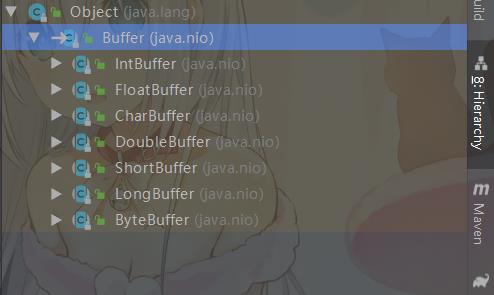 Object (java.lang)
Buffer (java.nio)
IntBuffer (java.nio)
FloatBuffer (java.nio)
CharBuffer (java.nio)
DoubleBuffer (java.nio)
ShortBuffer (java.nio)
LongBuffer (java.nio)
ByteBuffer (java.nio)
uild
8: Hierarchy
m Maven